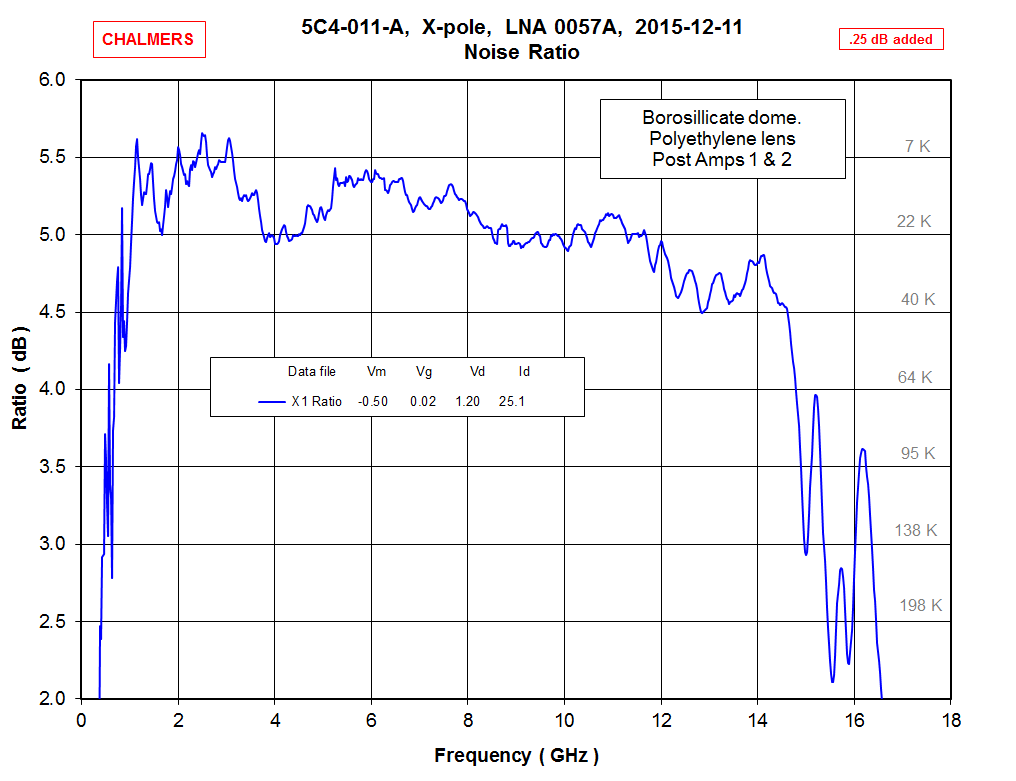 5C4-011-A, X-pole, LNA 0057A, 2015-12-11
Noise Ratio
CHALMERS
.25 dB added
Borosillicate dome.
Polyethylene lens
Post Amps 1 & 2
6.0
5.5
5.0
4.5
4.0
3.5
3.0
2.5
2.0
Ratio ( dB )
7 K
22 K
40 K
64 K
95 K
138 K
198 K
Data file Vm Vg Vd Id
X1 Ratio -0.50 0.02 1.20 25.1
0 2 4 6 8 10 12 14 16 18
Frequency ( GHz )